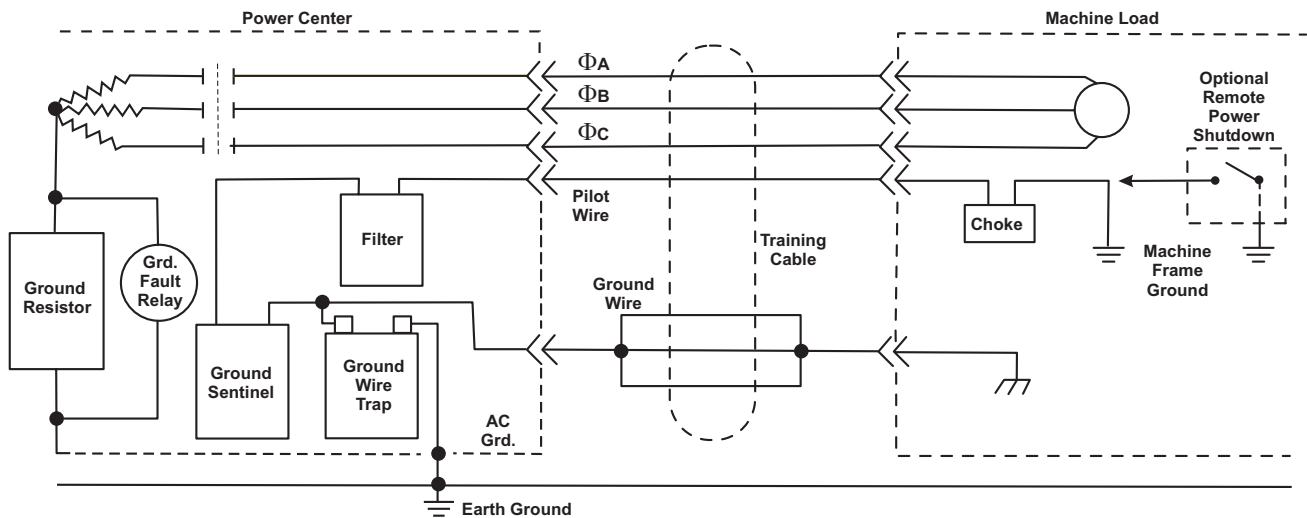 Power Center
Machine Load
ΦA
ΦB
ΦC
Optional
Remote
Power
Shutdown
Pilot
Wire
Filter
Choke
Training
Cable
Machine
Frame
Ground
Ground
Resistor
Grd.
Fault
Relay
Ground
Wire
Ground
Sentinel
Ground
Wire
Trap
AC
Grd.
Earth Ground